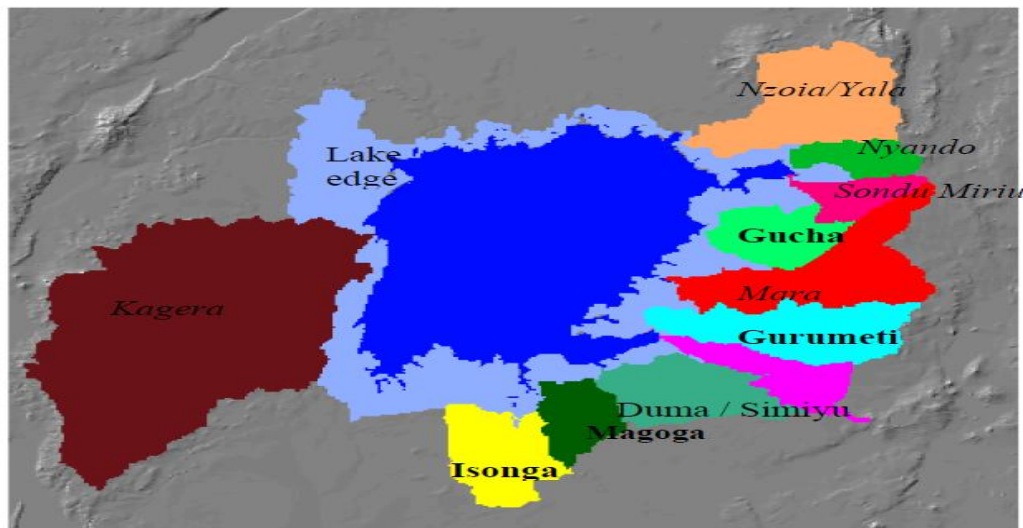 Nzoia/Yala
Nyando
Lake
edge
Sondu Miriu
Gucha
Kagera
Mara
Gurumeti
Duma / Simiyu
Magoga
Isonga